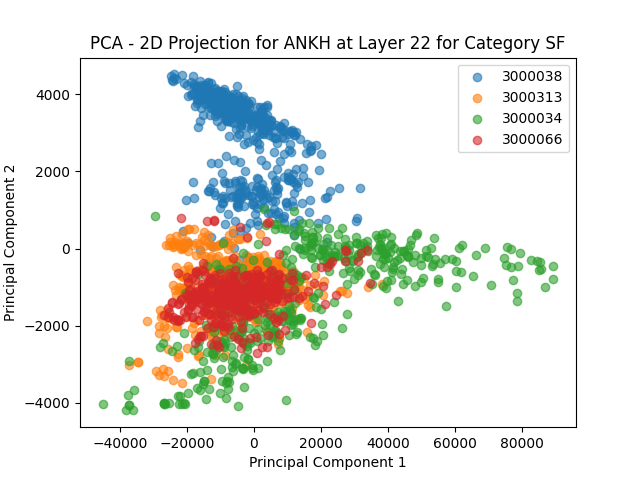 PCA - 2D Projection for ANKH at Layer 22 for Category SF
3000038
3000313
3000034
3000066
Principal Component 2
4000
2000
0
−2000
−4000
−40000 −20000 0 20000 40000 60000 80000
Principal Component 1